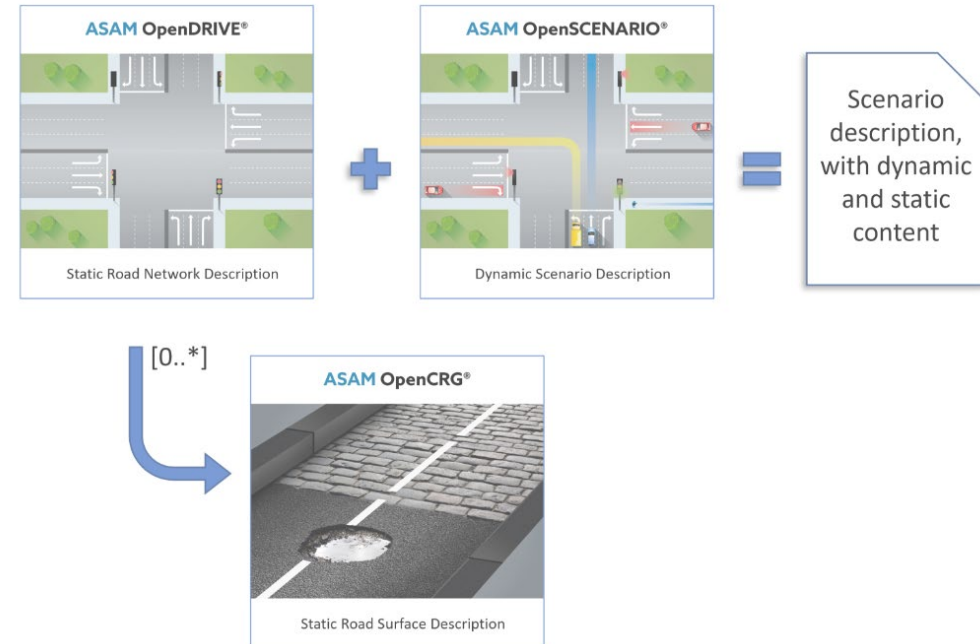 ASAM OpenDRIVE®
Static Road Network Description
ASAM OpenSCENARIO®
Dynamic Scenario Description
Scenario
description,
with dynamic
and static
content
[0..*]
ASAM OpenCRG®
Static Road Surface Description